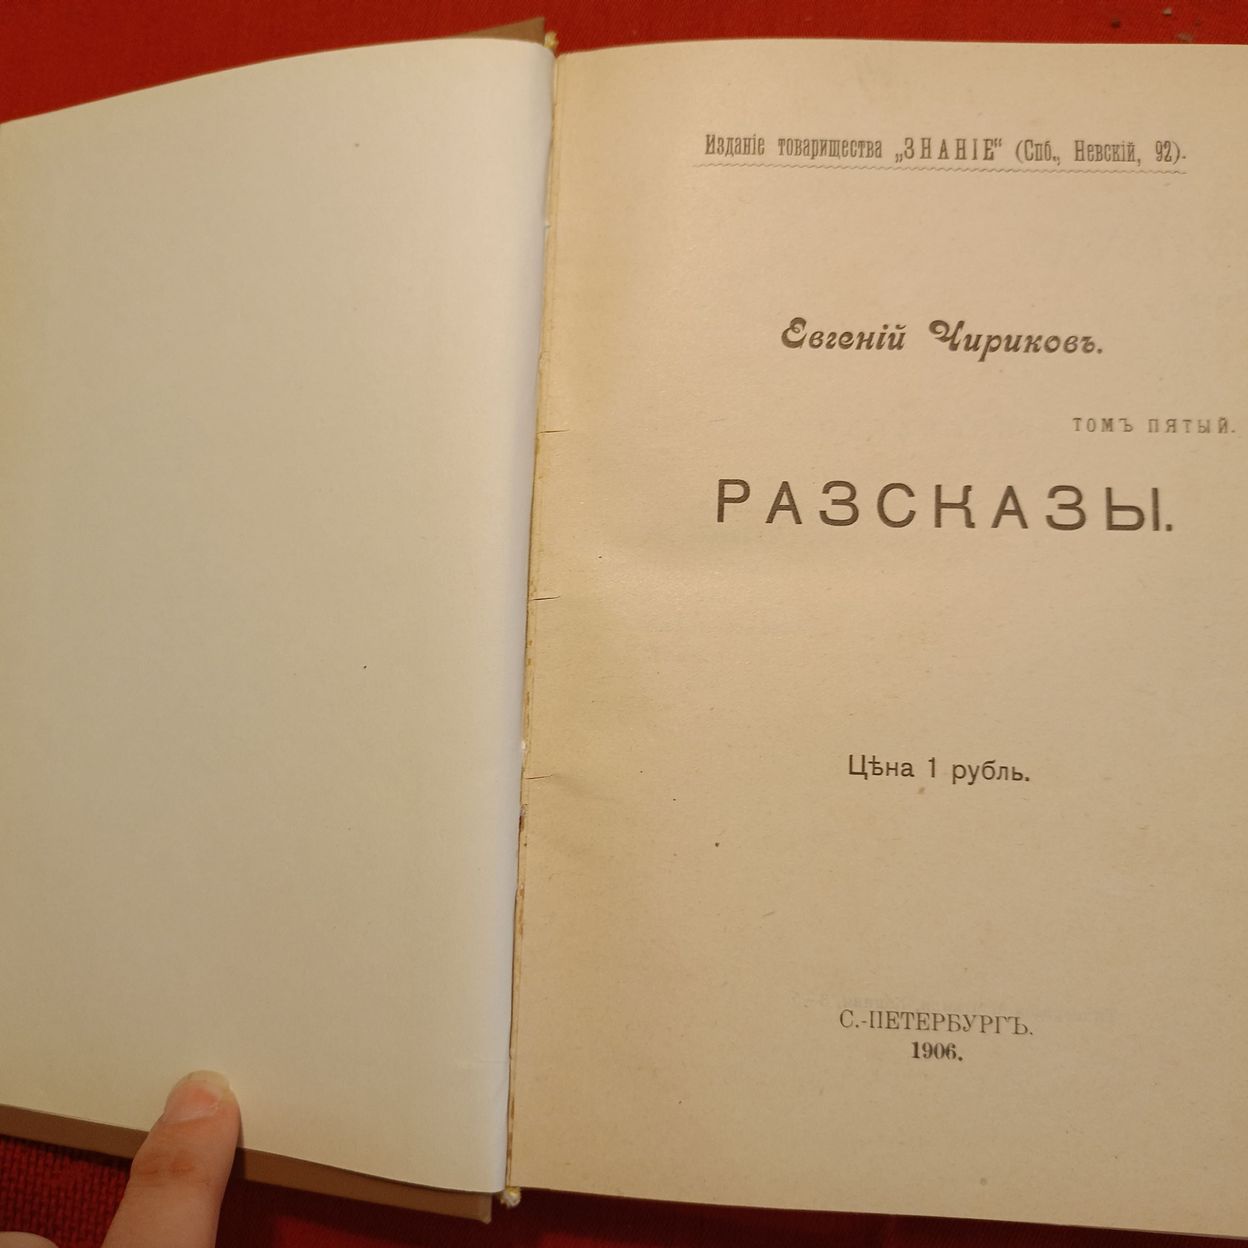 Изданіе товарищества „ЗНАНІЕ“ (Спб., Невскій, 92).
Евгеній Чириковъ.
ТОМЪ ПЯТЫЙ.
РАЗСКАЗЫ.
Цѣна 1 рубль.
С.-ПЕТЕРБУРГЪ.
1906.